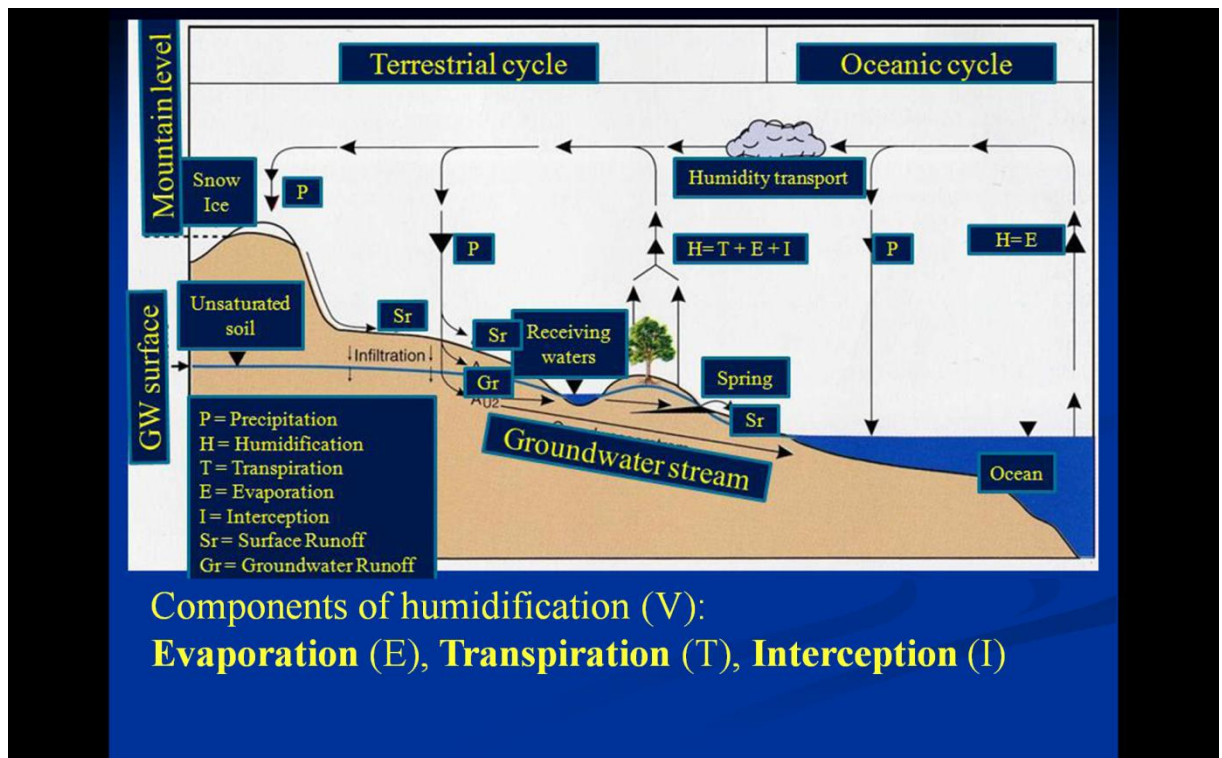 Terrestrial cycle
Oceanic cycle
Mountain level
Snow
Ice
P
Humidity transport
P
H= T + E + I
P
H= E
GW surface
Unsaturated
soil
Sr
Sr
Receiving
waters
Infiltration
Gr
Spring
AU2
Sr
Groundwater stream
Ocean
P = Precipitation
H = Humidification
T = Transpiration
E = Evaporation
I = Interception
Sr = Surface Runoff
Gr = Groundwater Runoff
Components of humidification (V):
Evaporation (E), Transpiration (T), Interception (I)